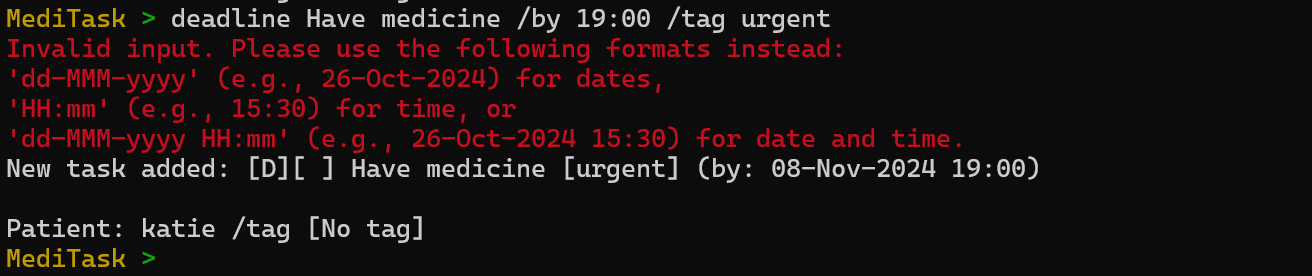 MediTask > deadline Have medicine /by 19:00 /tag urgent
Invalid input. Please use the following formats instead:
'dd-MMM-yyyy' (e.g., 26-Oct-2024) for dates,
'HH:mm' (e.g., 15:30) for time, or
'dd-MMM-yyyy HH:mm' (e.g., 26-Oct-2024 15:30) for date and time.
New task added: [D][ ] Have medicine [urgent] (by: 08-Nov-2024 19:00)
Patient: katie /tag [No tag]
MediTask >